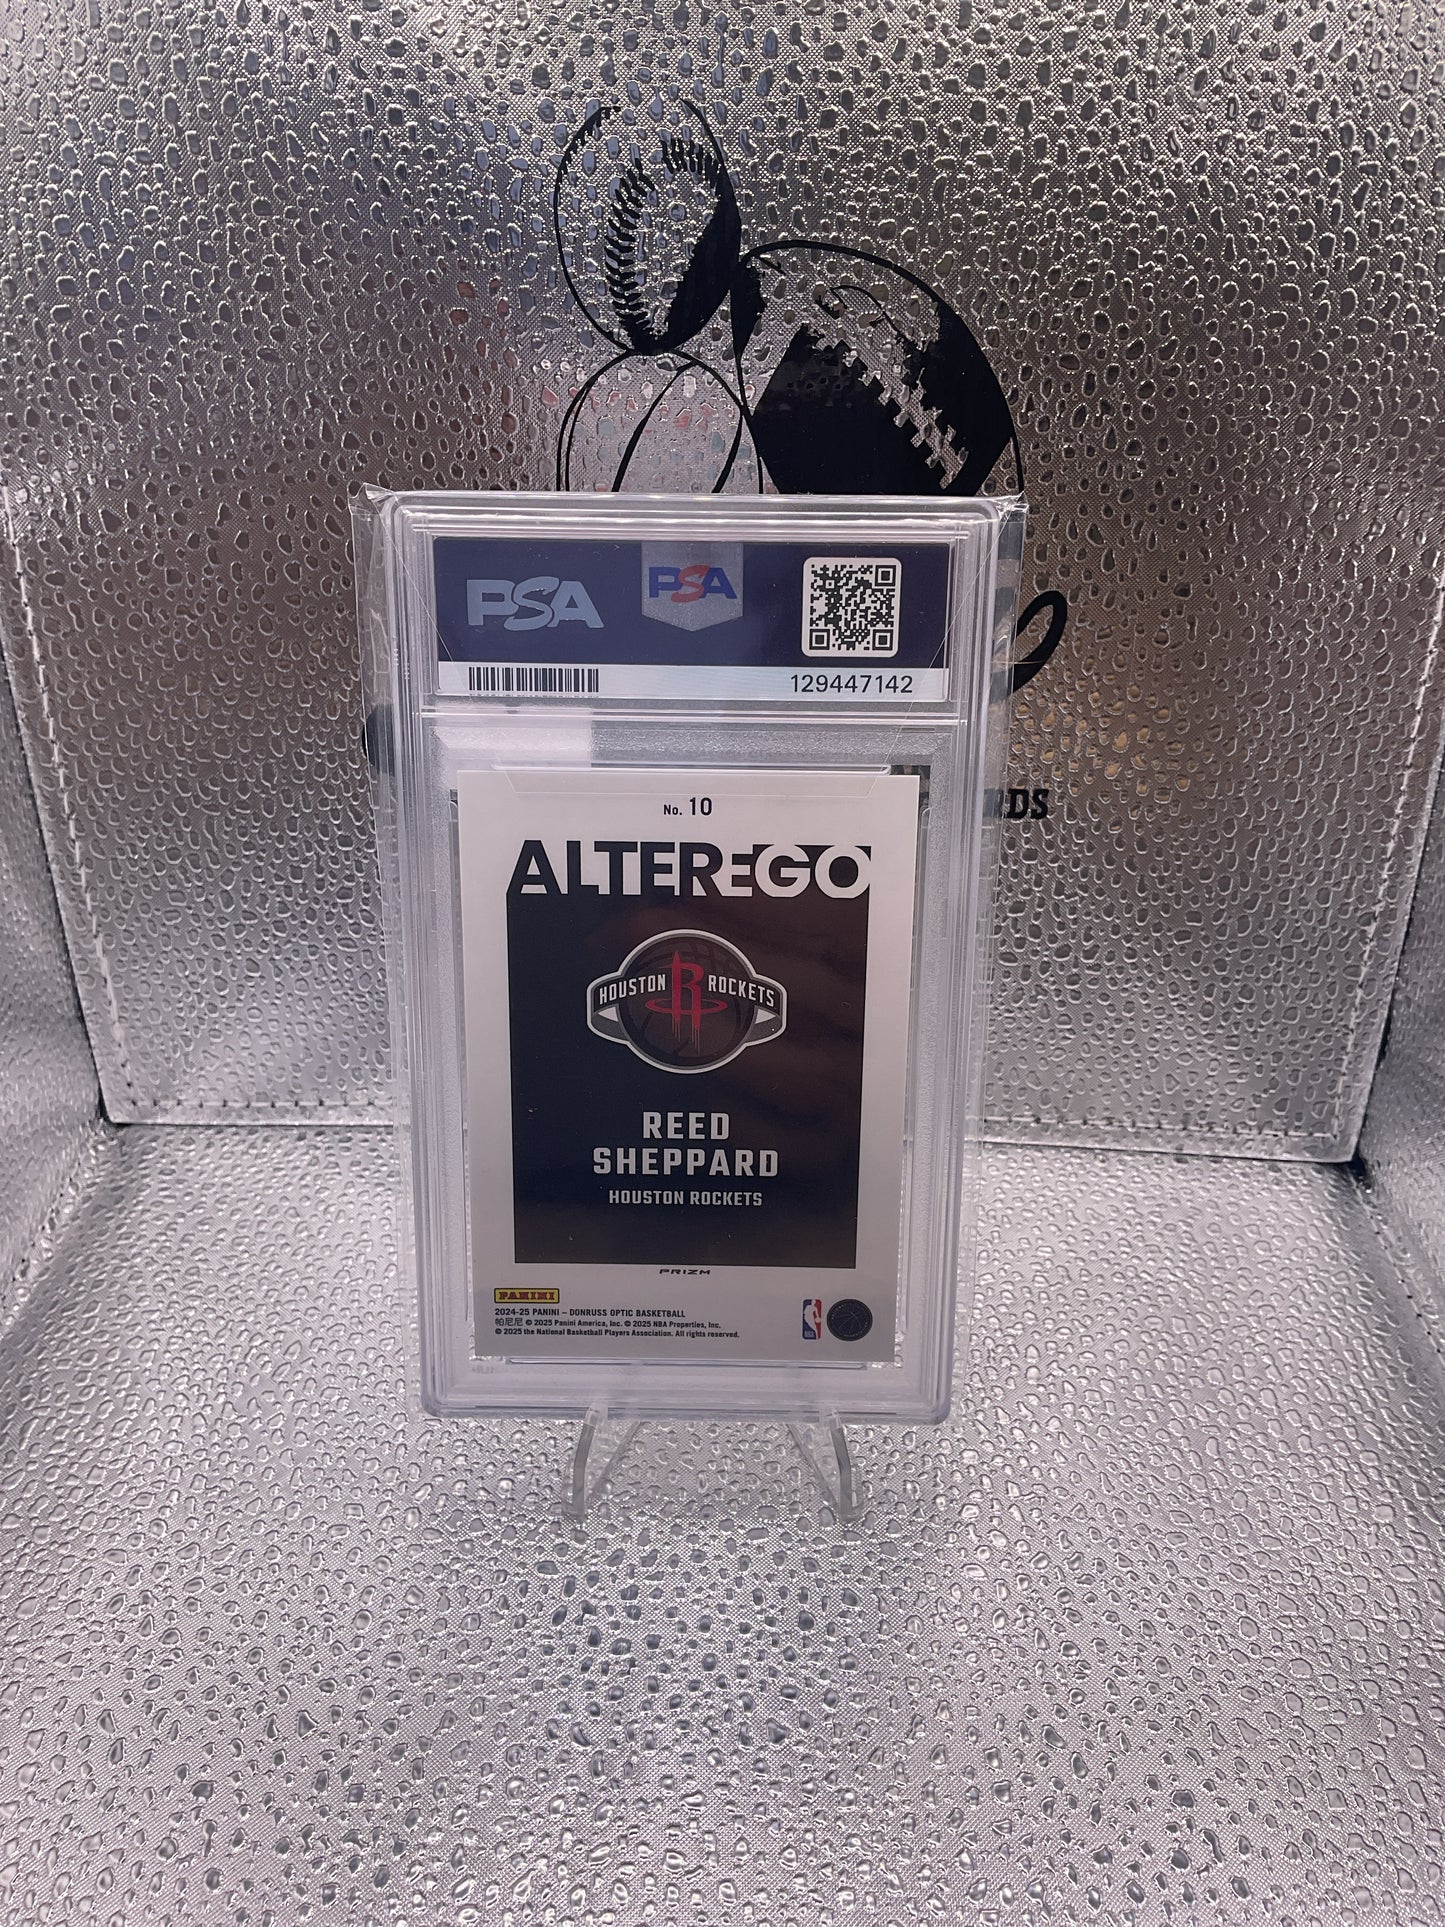 PSA
PSA
129447142
DS
No. 10
ALTEREGO
HOUSTON R ROCKETS
REED
SHEPPARD
HOUSTON ROCKETS
PRIZM
PANINI
2024-25 PANINI – DONRUSS OPTIC BASKETBALL
帕尼尼 © 2025 Panini America, Inc. © 2025 NBA Properties, Inc.
© 2025 the National Basketball Players Association. All rights reserved.